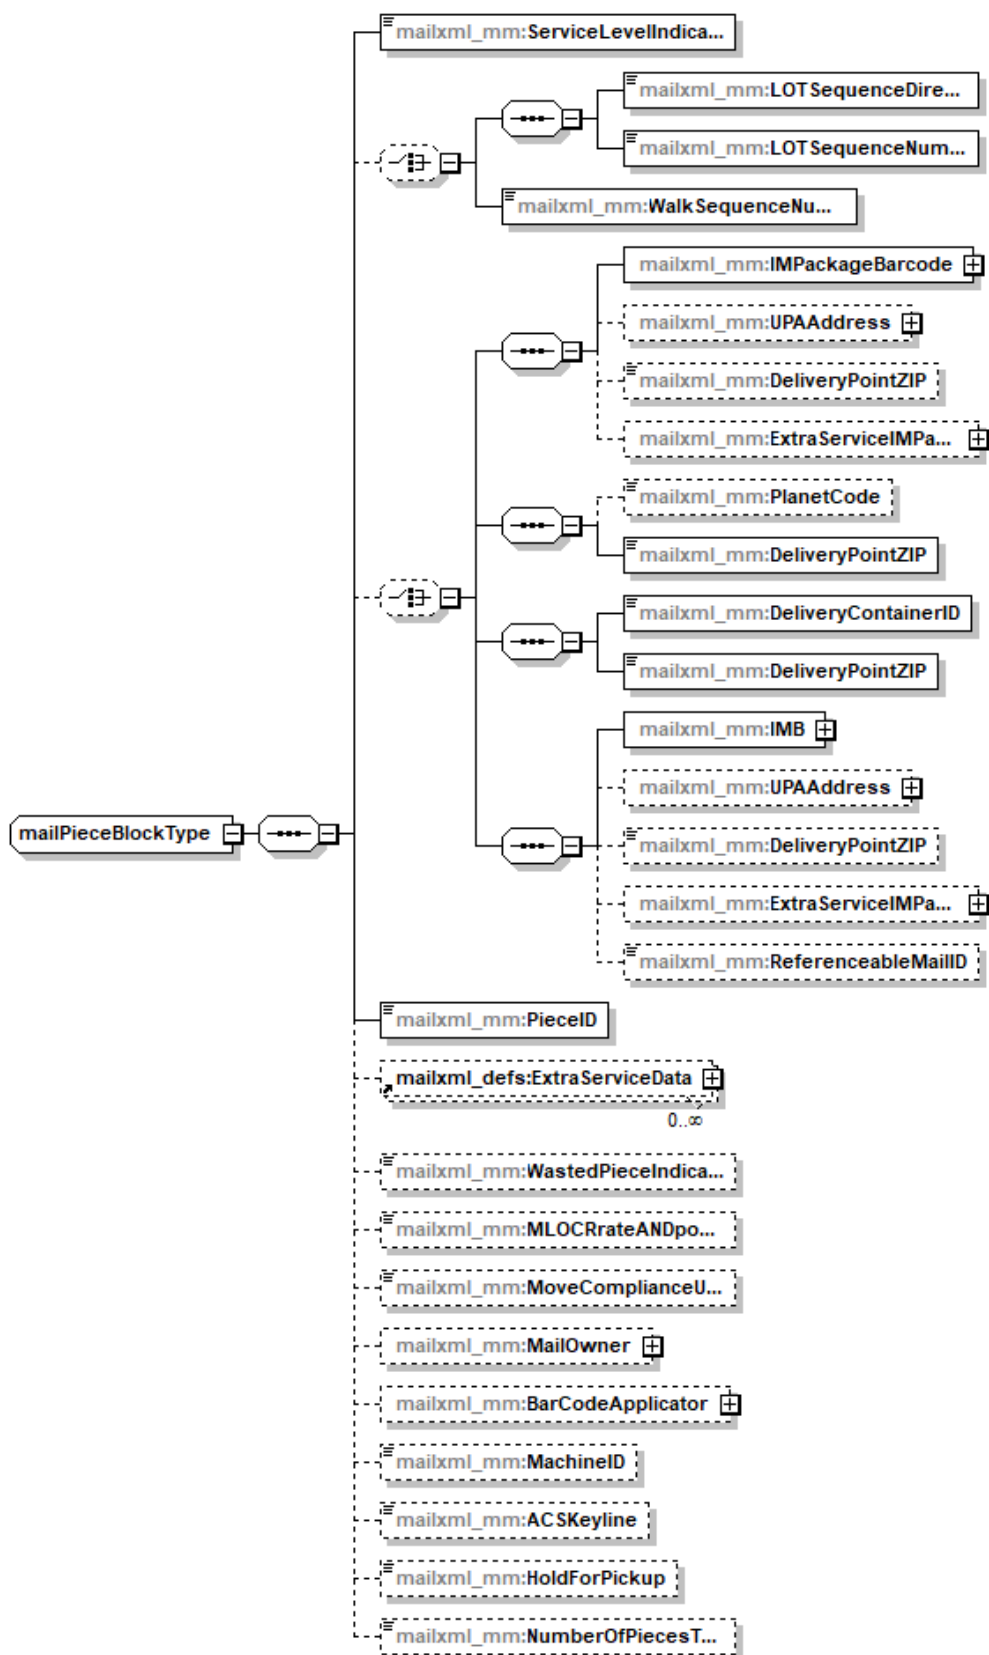 mailxml_mm:ServiceLevelIndica...
mailxml_mm:LOTSequenceDire...
mailxml_mm:LOTSequenceNum...
mailxml_mm:WalkSequenceNu...
mailxml_mm:IMPackageBarcode
mailxml_mm:UPAAddress
mailxml_mm:DeliveryPointZIP
mailxml_mm:ExtraServiceIMPa...
mailxml_mm:PlanetCode
mailxml_mm:DeliveryPointZIP
mailxml_mm:DeliveryContainerID
mailxml_mm:DeliveryPointZIP
mailxml_mm:IMB
mailxml_mm:UPAAddress
mailPieceBlockType
mailxml_mm:DeliveryPointZIP
mailxml_mm:ExtraServiceIMPa...
mailxml_mm:ReferenceableMailID
mailxml_mm:PieceID
mailxml_defs:ExtraServiceData
0..∞
mailxml_mm:WastedPieceIndica...
mailxml_mm:MLOCRrateANDpo...
mailxml_mm:MoveComplianceU...
mailxml_mm:MailOwner
mailxml_mm:BarCodeApplicator
mailxml_mm:MachineID
mailxml_mm:ACSKeyline
mailxml_mm:HoldForPickup
mailxml_mm:NumberOfPiecesT...